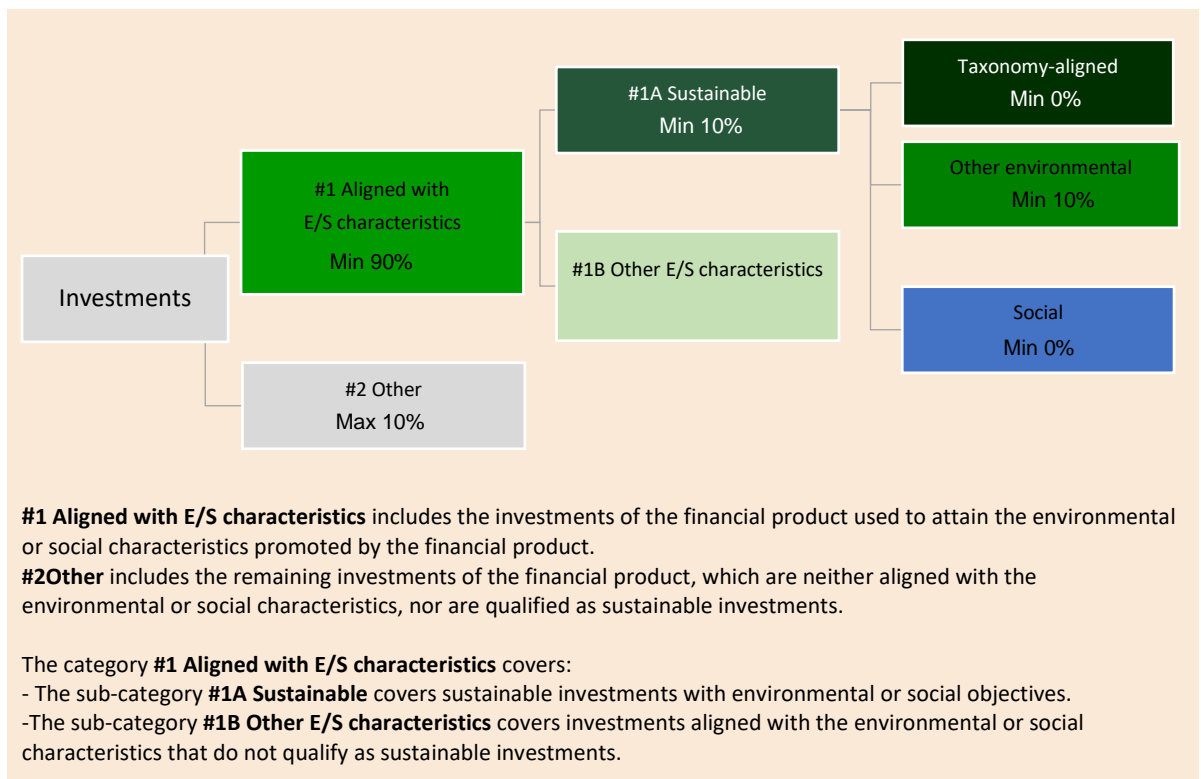 Investments
#1 Aligned with
E/S characteristics
Min 90%
#2 Other
Max 10%
#1A Sustainable
Min 10%
#1B Other E/S characteristics
Taxonomy-aligned
Min 0%
Other environmental
Min 10%
Social
Min 0%
#1 Aligned with E/S characteristics includes the investments of the financial product used to attain the environmental
or social characteristics promoted by the financial product.
#2Other includes the remaining investments of the financial product, which are neither aligned with the
environmental or social characteristics, nor are qualified as sustainable investments.
The category #1 Aligned with E/S characteristics covers:
- The sub-category #1A Sustainable covers sustainable investments with environmental or social objectives.
-The sub-category #1B Other E/S characteristics covers investments aligned with the environmental or social
characteristics that do not qualify as sustainable investments.